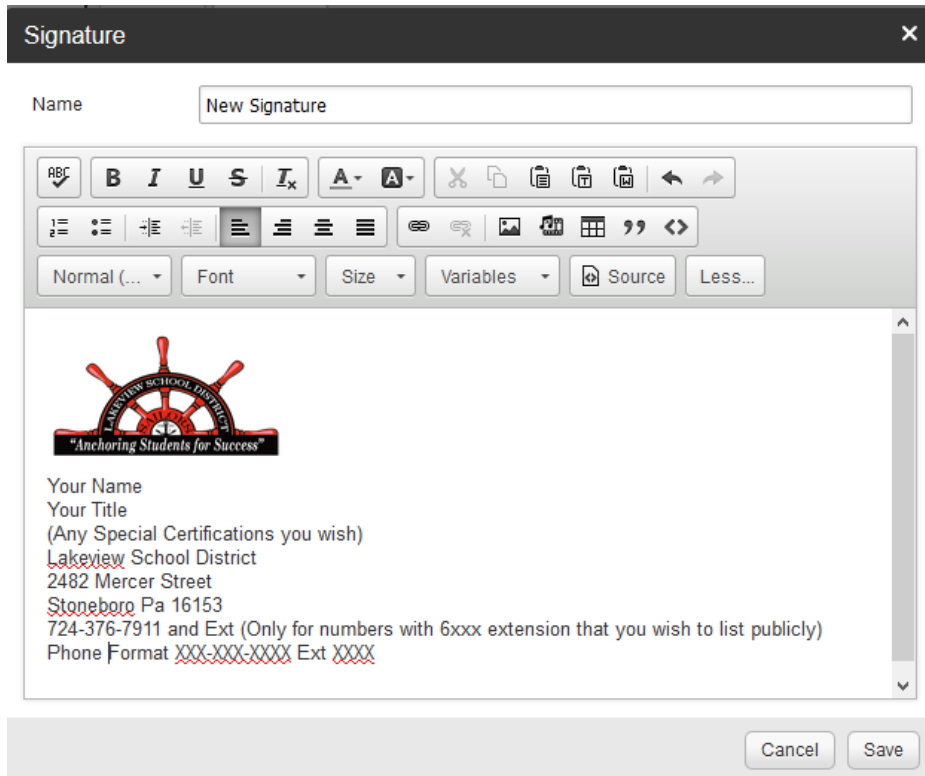 Signature
Name
New Signature
ABC
B I U S Ix A A
Normal (...
Font
Size
Variables
Source
Less...
LAKEVIEW SCHOOL DISTRICT
SAILORS
"Anchoring Students for Success"
Your Name
Your Title
(Any Special Certifications you wish)
Lakeview School District
2482 Mercer Street
Stoneboro Pa 16153
724-376-7911 and Ext (Only for numbers with 6xxx extension that you wish to list publicly)
Phone Format XXX-XXX-XXXX Ext XXXX
Cancel
Save